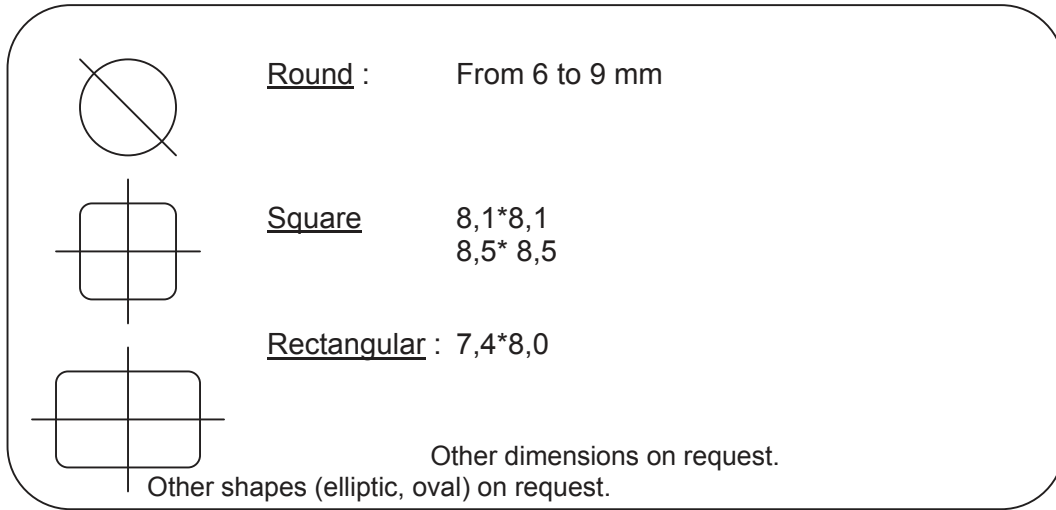 Round : From 6 to 9 mm
Square 8,1*8,1
8,5* 8,5
Rectangular : 7,4*8,0
Other dimensions on request.
Other shapes (elliptic, oval) on request.